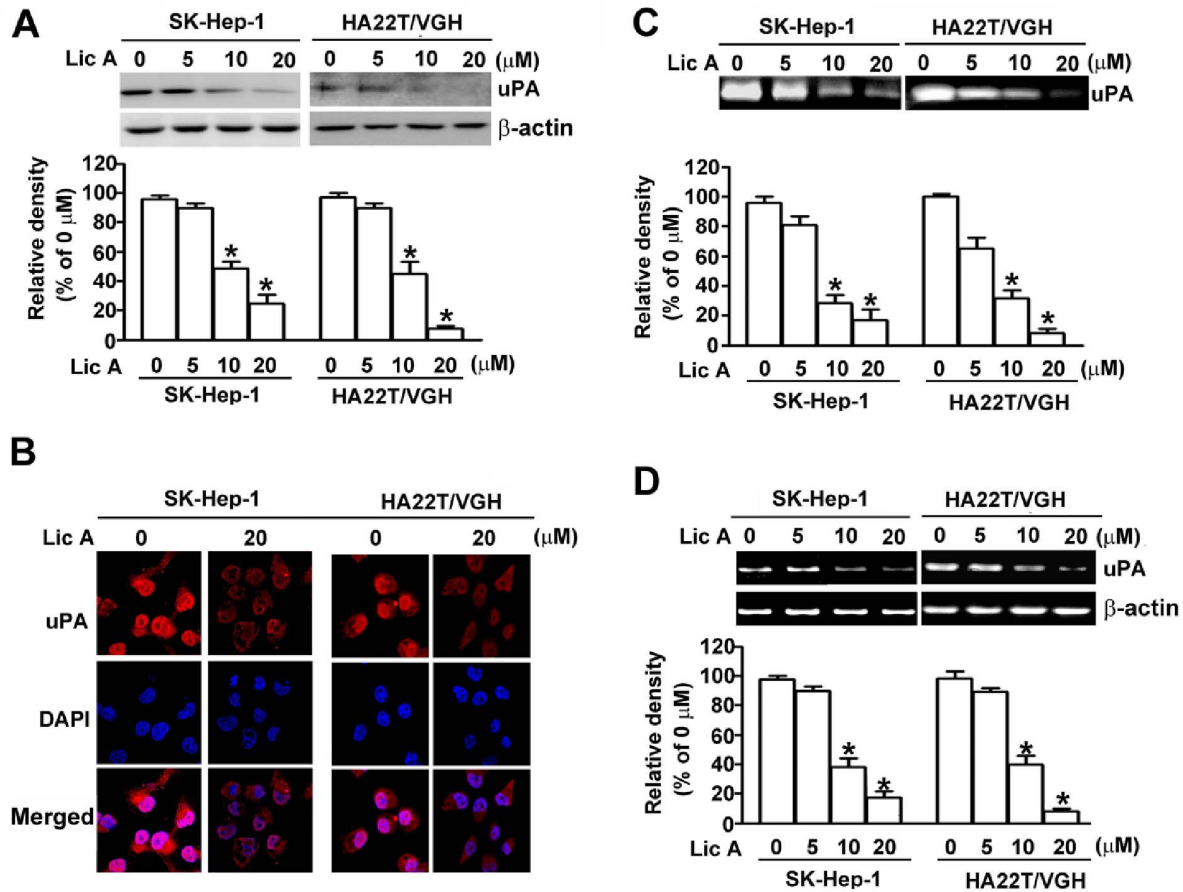 A
SK-Hep-1 HA22T/VGH
Lic A 0 5 10 20 0 5 10 20 (μM)
uPA
β-actin
Relative density
(% of 0 μM)
120
100
80
60
40
20
0
* * * *
Lic A 0 5 10 20 0 5 10 20 (μM)
SK-Hep-1 HA22T/VGH
B
SK-Hep-1 HA22T/VGH
Lic A 0 20 0 20 (μM)
uPA
DAPI
Merged
C
SK-Hep-1 HA22T/VGH
Lic A 0 5 10 20 0 5 10 20 (μM)
uPA
Relative density
(% of 0 μM)
120
100
80
60
40
20
0
* * * *
Lic A 0 5 10 20 0 5 10 20 (μM)
SK-Hep-1 HA22T/VGH
D
SK-Hep-1 HA22T/VGH
Lic A 0 5 10 20 0 5 10 20 (μM)
uPA
β-actin
Relative density
(% of 0 μM)
120
100
80
60
40
20
0
* * * *
Lic A 0 5 10 20 0 5 10 20 (μM)
SK-Hep-1 HA22T/VGH